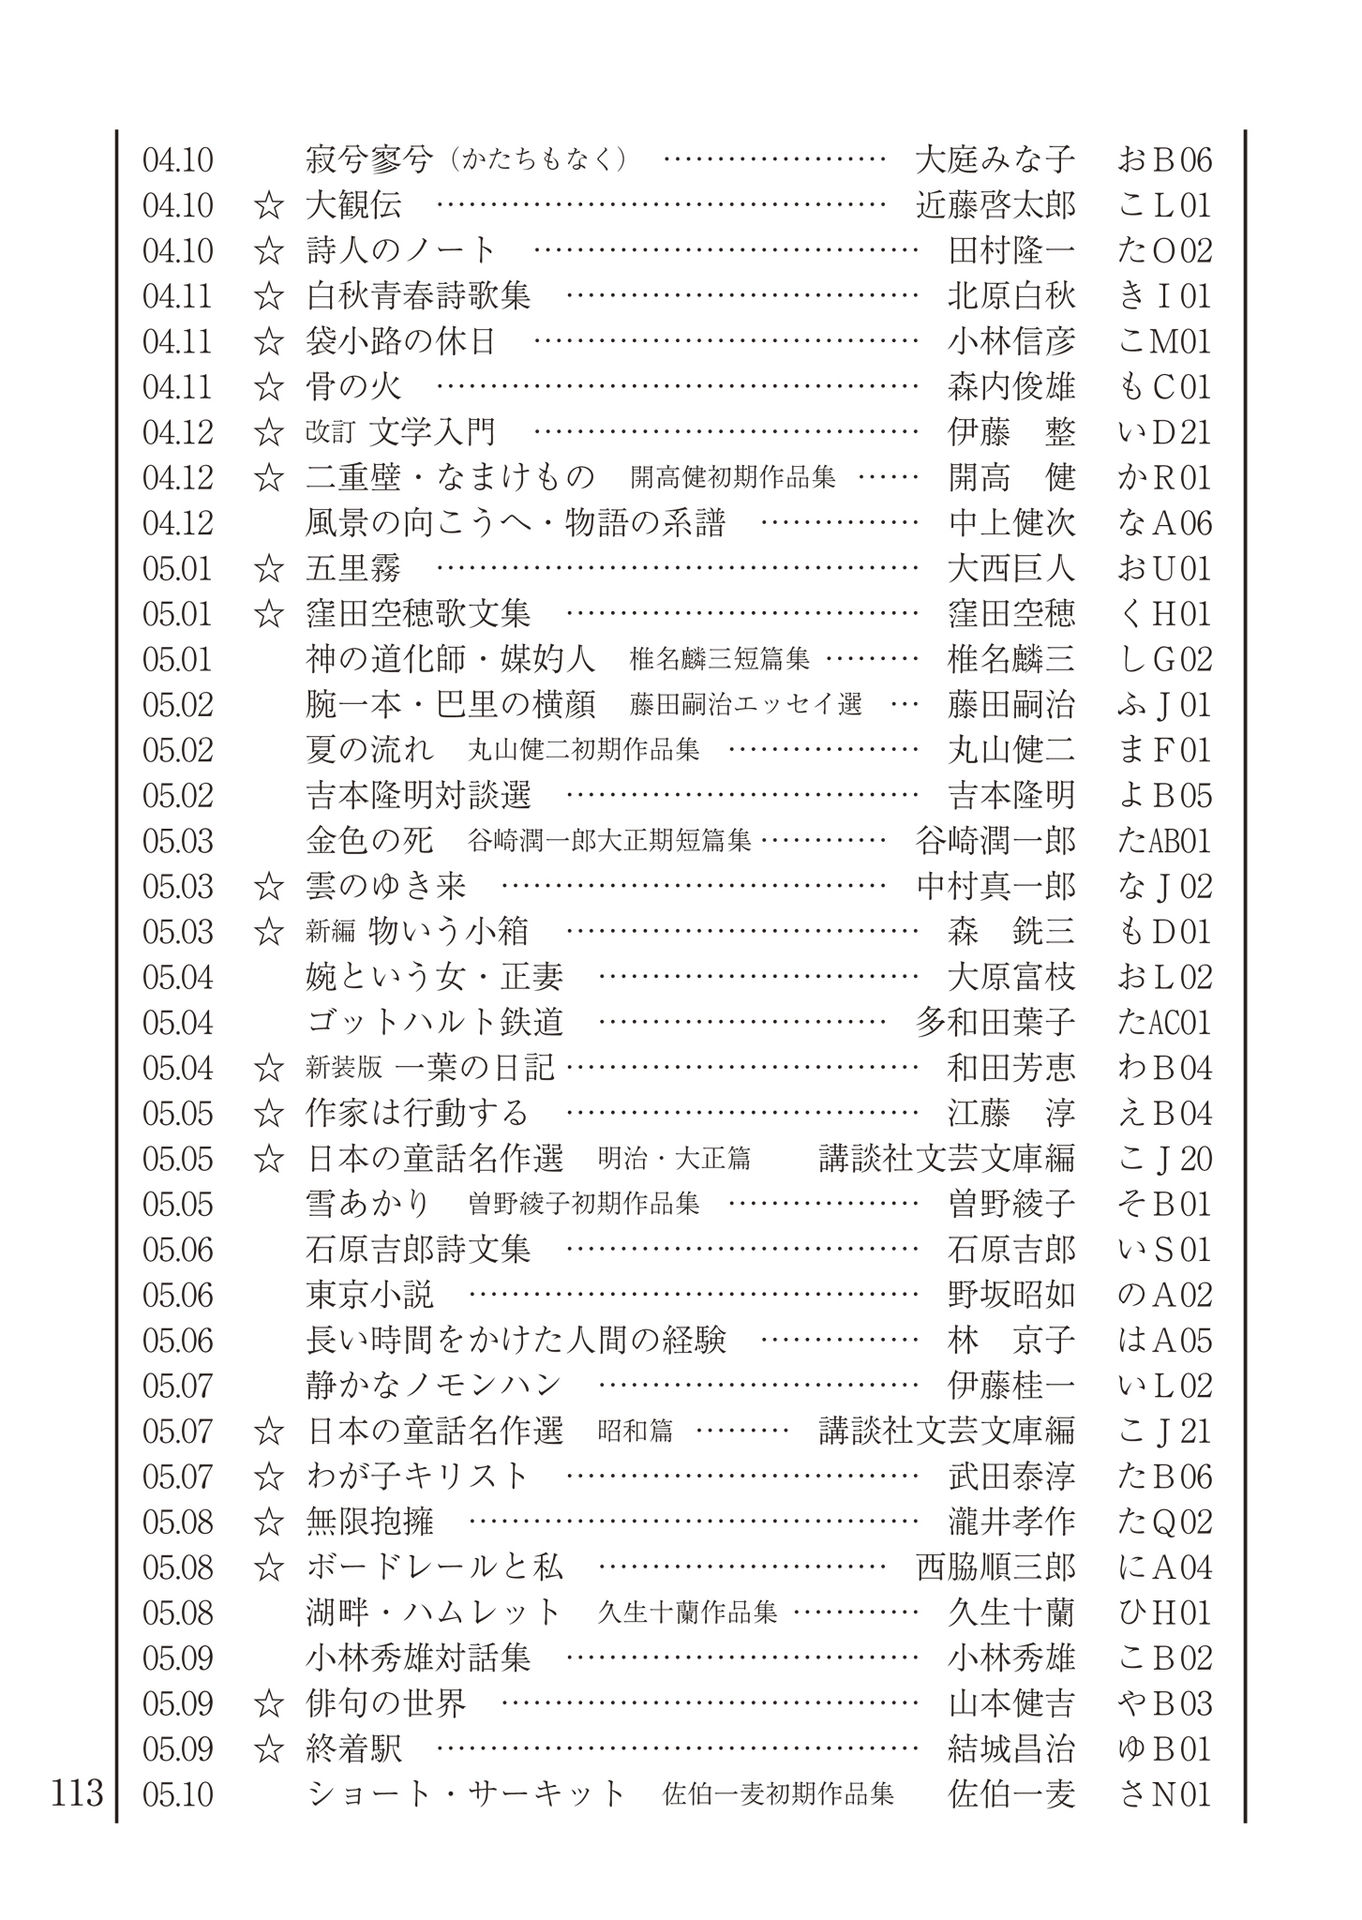 04.10 寂兮寥兮（かたちもなく） ………………… 大庭みな子 おＢ06
04.10 ☆ 大観伝 …………………………………… 近藤啓太郎 こＬ01
04.10 ☆ 詩人のノート ……………………………… 田村隆一 たＯ02
04.11 ☆ 白秋青春詩歌集 …………………………… 北原白秋 きＩ01
04.11 ☆ 袋小路の休日 ……………………………… 小林信彦 こＭ01
04.11 ☆ 骨の火 ……………………………………… 森内俊雄 もＣ01
04.12 ☆ 改訂 文学入門 ……………………………… 伊藤　整 いＤ21
04.12 ☆ 二重壁・なまけもの 開高健初期作品集 …… 開高　健 かＲ01
04.12 風景の向こうへ・物語の系譜 …………… 中上健次 なＡ06
05.01 ☆ 五里霧 ……………………………………… 大西巨人 おＵ01
05.01 ☆ 窪田空穂歌文集 …………………………… 窪田空穂 くＨ01
05.01 神の道化師・媒妁人 椎名麟三短篇集 ……… 椎名麟三 しＧ02
05.02 腕一本・巴里の横顔 藤田嗣治エッセイ選 … 藤田嗣治 ふＪ01
05.02 夏の流れ 丸山健二初期作品集 ……………… 丸山健二 まＦ01
05.02 吉本隆明対談選 …………………………… 吉本隆明 よＢ05
05.03 金色の死 谷崎潤一郎大正期短篇集 ………… 谷崎潤一郎 たAB01
05.03 ☆ 雲のゆき来 ……………………………… 中村真一郎 なＪ02
05.03 ☆ 新編 物いう小箱 …………………………… 森　銑三 もＤ01
05.04 婉という女・正妻 ………………………… 大原富枝 おＬ02
05.04 ゴットハルト鉄道 ……………………… 多和田葉子 たAC01
05.04 ☆ 新装版 一葉の日記 …………………………… 和田芳恵 わＢ04
05.05 ☆ 作家は行動する …………………………… 江藤　淳 えＢ04
05.05 ☆ 日本の童話名作選 明治・大正篇 講談社文芸文庫編 こＪ20
05.05 雪あかり 曽野綾子初期作品集 ……………… 曽野綾子 そＢ01
05.06 石原吉郎詩文集 …………………………… 石原吉郎 いＳ01
05.06 東京小説 …………………………………… 野坂昭如 のＡ02
05.06 長い時間をかけた人間の経験 …………… 林　京子 はＡ05
05.07 静かなノモンハン ………………………… 伊藤桂一 いＬ02
05.07 ☆ 日本の童話名作選 昭和篇 ……… 講談社文芸文庫編 こＪ21
05.07 ☆ わが子キリスト …………………………… 武田泰淳 たＢ06
05.08 ☆ 無限抱擁 …………………………………… 瀧井孝作 たＱ02
05.08 ☆ ボードレールと私 ……………………… 西脇順三郎 にＡ04
05.08 湖畔・ハムレット 久生十蘭作品集 ………… 久生十蘭 ひＨ01
05.09 小林秀雄対話集 …………………………… 小林秀雄 こＢ02
05.09 ☆ 俳句の世界 ………………………………… 山本健吉 やＢ03
05.09 ☆ 終着駅 ……………………………………… 結城昌治 ゆＢ01
05.10 ショート・サーキット 佐伯一麦初期作品集 佐伯一麦 さＮ01
113